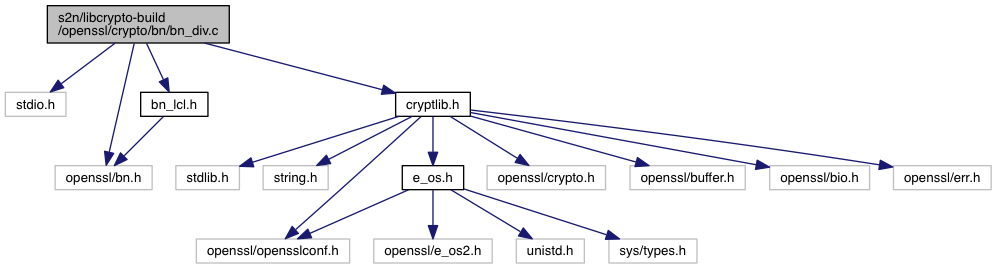 s2n/libcrypto-build
/openssl/crypto/bn/bn_div.c
stdio.h
bn_lcl.h
cryptlib.h
openssl/bn.h
stdlib.h
string.h
e_os.h
openssl/crypto.h
openssl/buffer.h
openssl/bio.h
openssl/err.h
openssl/opensslconf.h
openssl/e_os2.h
unistd.h
sys/types.h